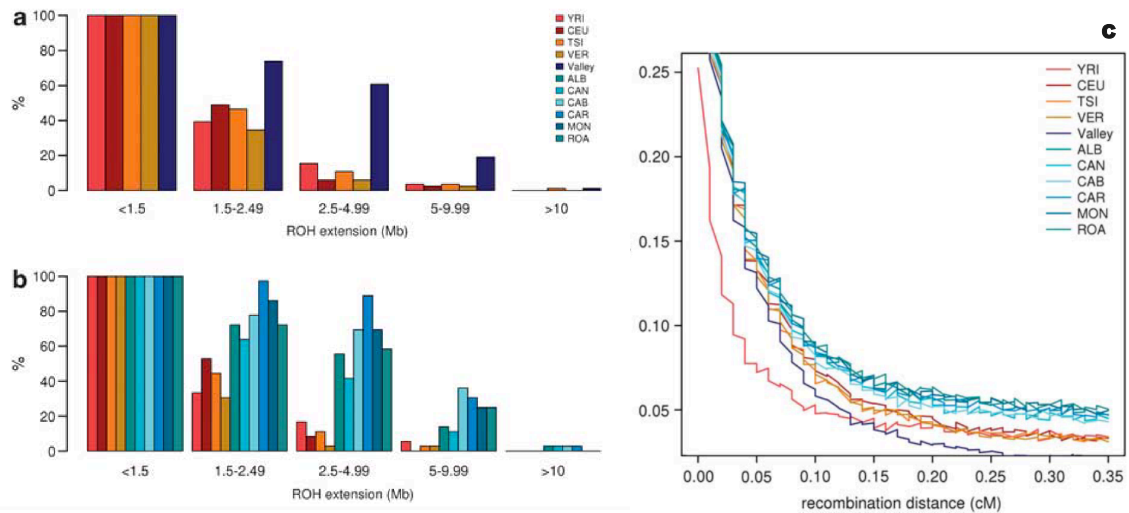 a
100
80
60
40
20
0
%
<1.5
1.5-2.49
2.5-4.99
5-9.99
>10
ROH extension (Mb)
YRI
CEU
TSI
VER
Valley
ALB
CAN
CAB
CAR
MON
ROA
b
100
80
60
40
20
0
%
<1.5
1.5-2.49
2.5-4.99
5-9.99
>10
ROH extension (Mb)
c
0.25
0.20
0.15
0.10
0.05
0.00
0.05
0.10
0.15
0.20
0.25
0.30
0.35
recombination distance (cM)
YRI
CEU
TSI
VER
Valley
ALB
CAN
CAB
CAR
MON
ROA